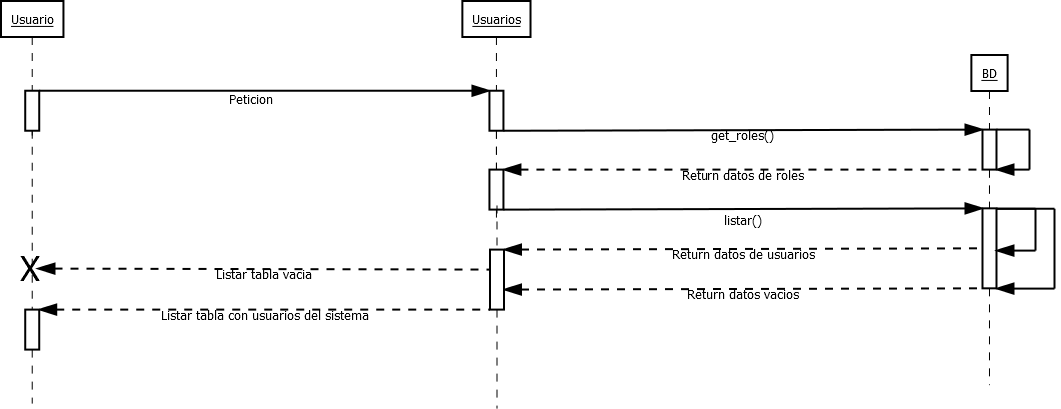 Usuario
Usuarios
BD
Peticion
get_roles()
Return datos de roles
listar()
Return datos de usuarios
Listar tabla vacia
Return datos vacios
Listar tabla con usuarios del sistema